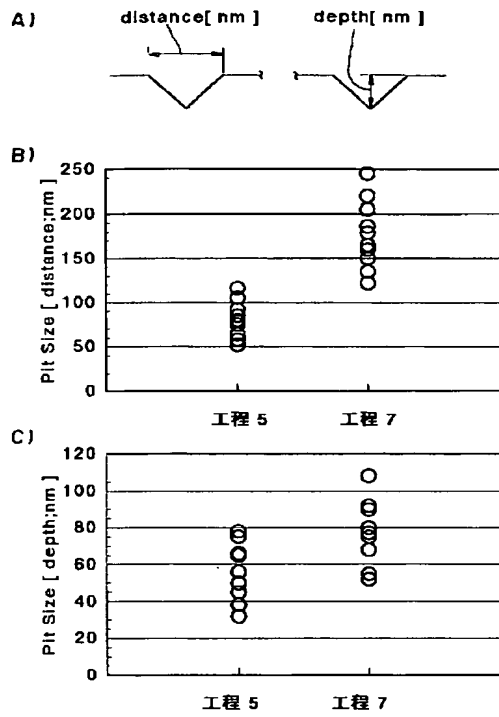 A)
distance[ nm ]
depth[ nm ]
B)
Pit Size [ distance;nm]
250
200
150
100
50
0
工程 5
工程 7
C)
Pit Size [ depth;nm]
120
100
80
60
40
20
0
工程 5
工程 7